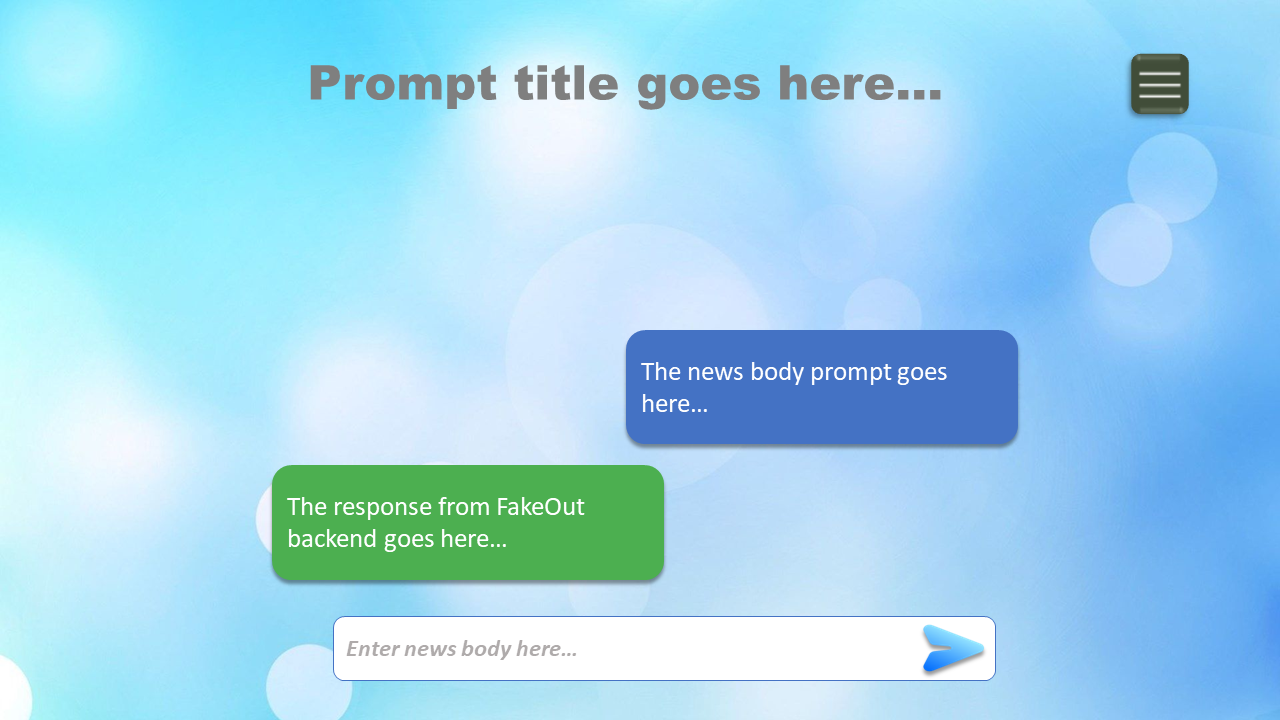 Prompt title goes here...
The news body prompt goes
here...
The response from FakeOut
backend goes here...
Enter news body here...